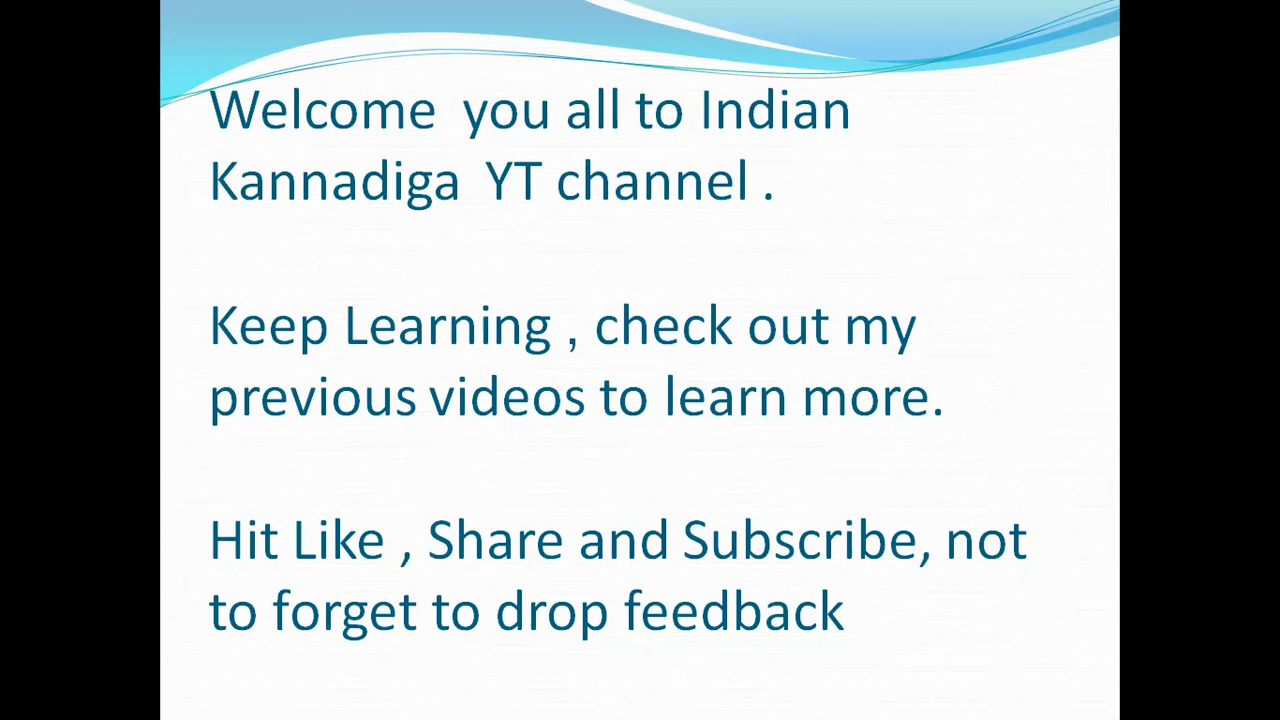 Welcome you all to Indian
Kannadiga YT channel .
Keep Learning , check out my
previous videos to learn more.
Hit Like , Share and Subscribe, not
to forget to drop feedback